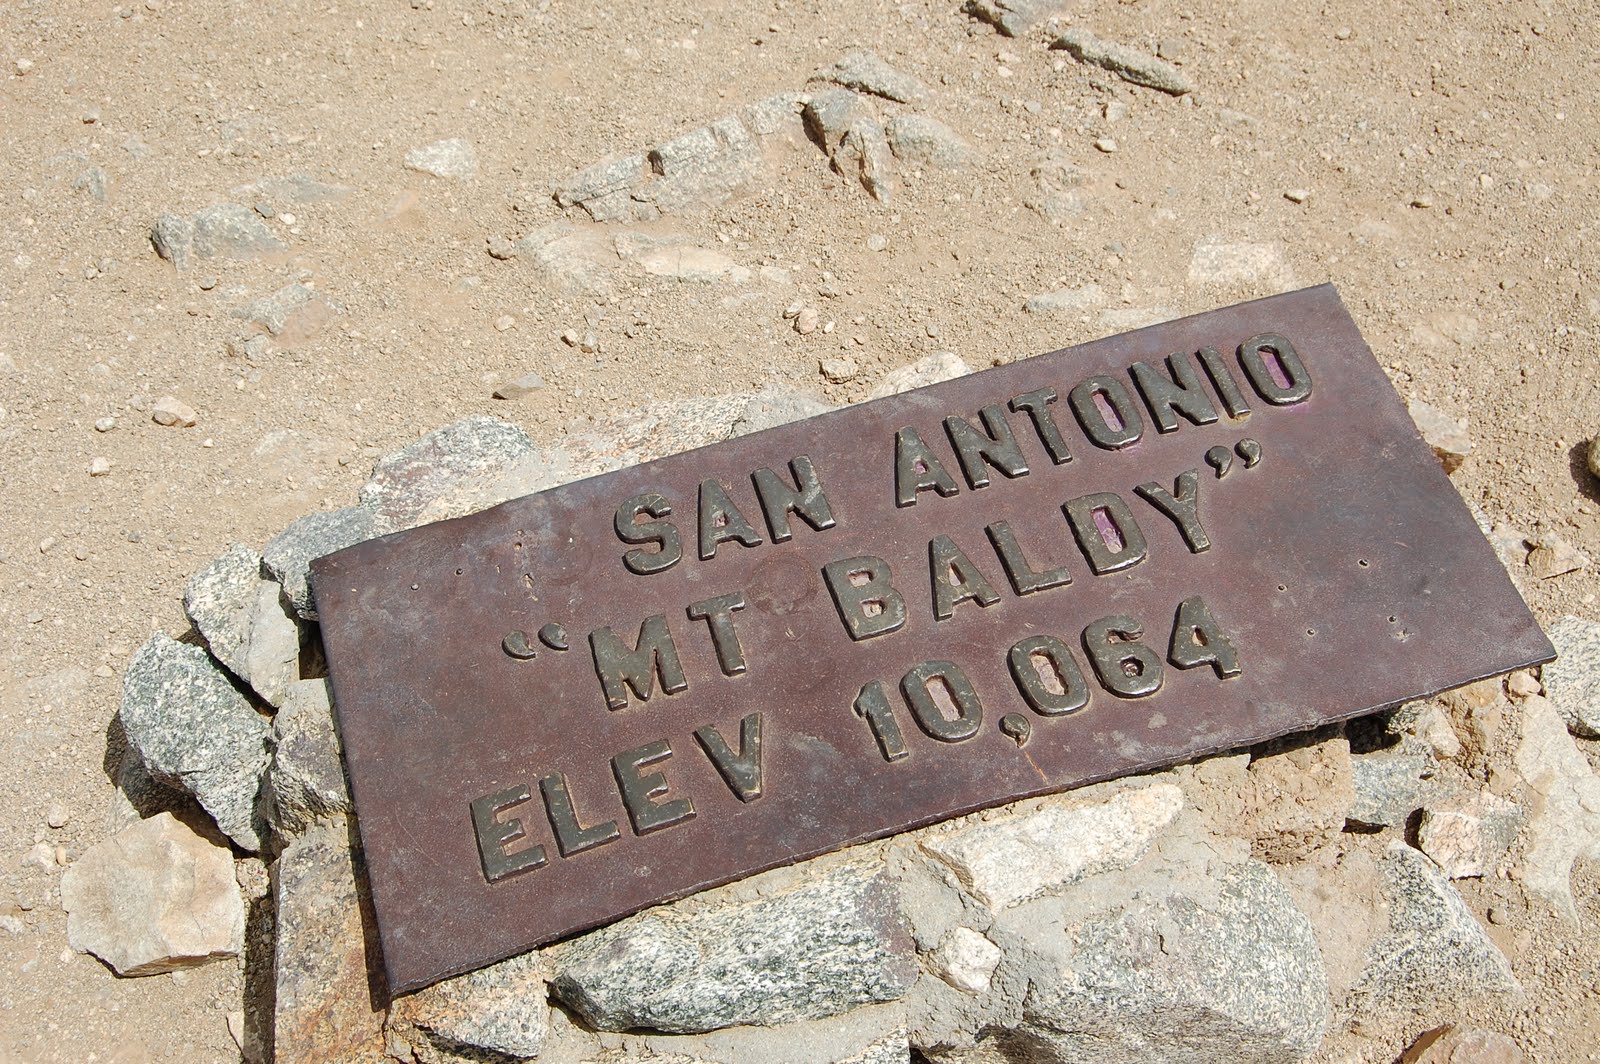 SAN ANTONIO
“MT BALDY”
ELEV 10,064